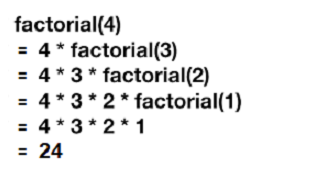 factorial(4)
= 4 * factorial(3)
= 4 * 3 * factorial(2)
= 4 * 3 * 2 * factorial(1)
= 4 * 3 * 2 * 1
= 24